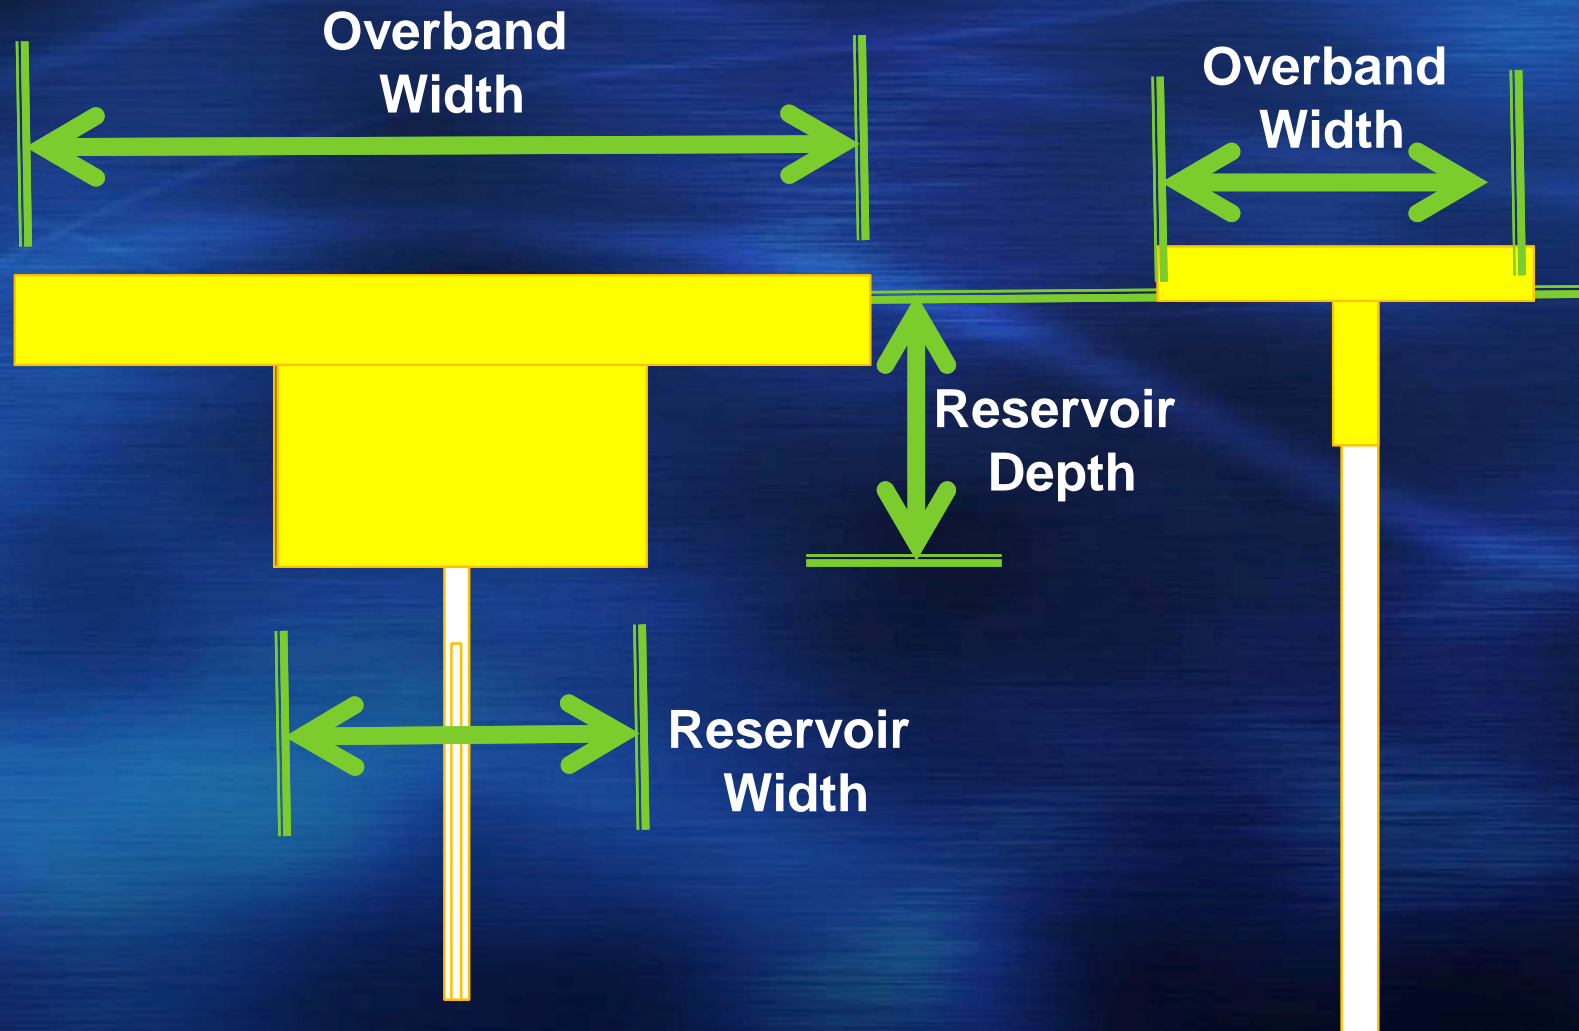 Overband
Width
Overband
Width
Reservoir
Depth
Reservoir
Width